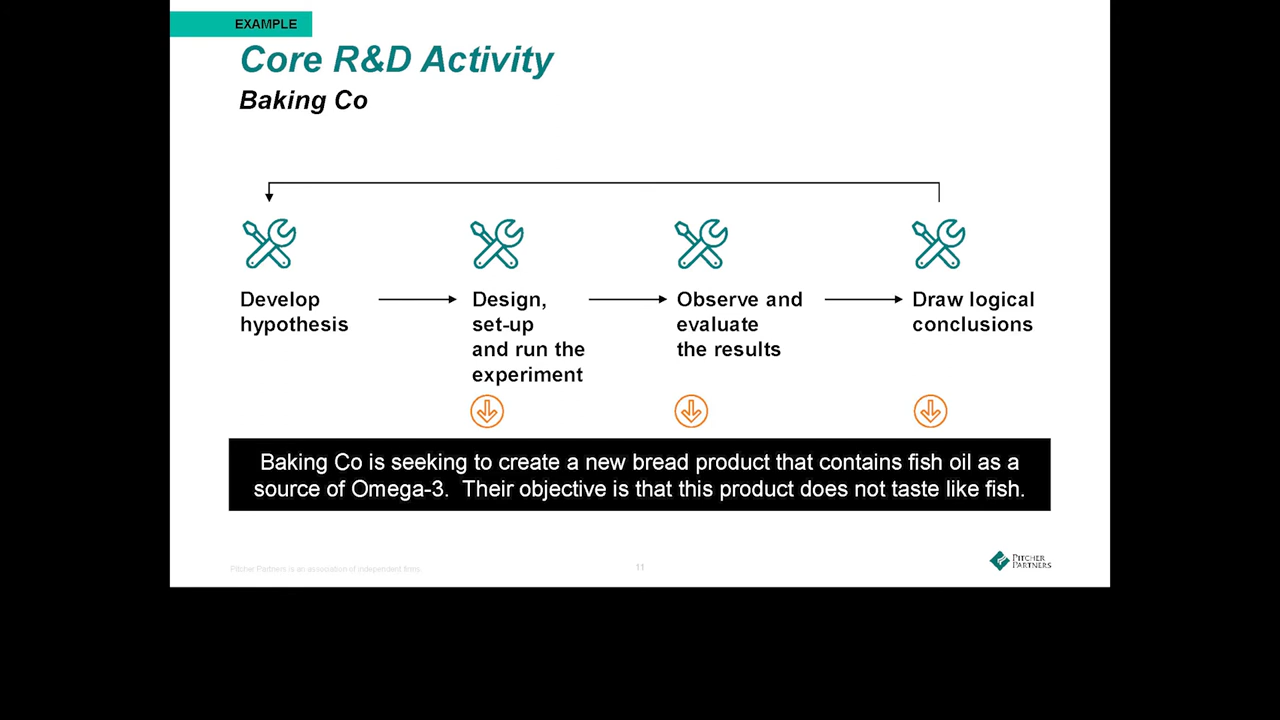 EXAMPLE
Core R&D Activity
Baking Co
Develop
hypothesis
Design,
set-up
and run the
experiment
Observe and
evaluate
the results
Draw logical
conclusions
Baking Co is seeking to create a new bread product that contains fish oil as a
source of Omega-3.  Their objective is that this product does not taste like fish.
Pitcher Partners is an association of independent firms.
11
PITCHER
PARTNERS